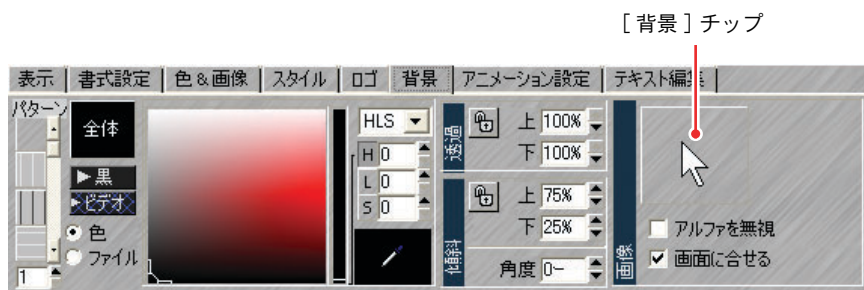 ［背景］チップ
表示 書式設定 色＆画像 スタイル ロゴ 背景 アニメーション設定 テキスト編集
パターン
全体
▶黒
▶ビデオ
色
ファイル
1
HLS
H 0
L 0
S 0
透過
上 100%
下 100%
傾斜
上 75%
下 25%
角度 0~
画像
アルファを無視
画面に合せる